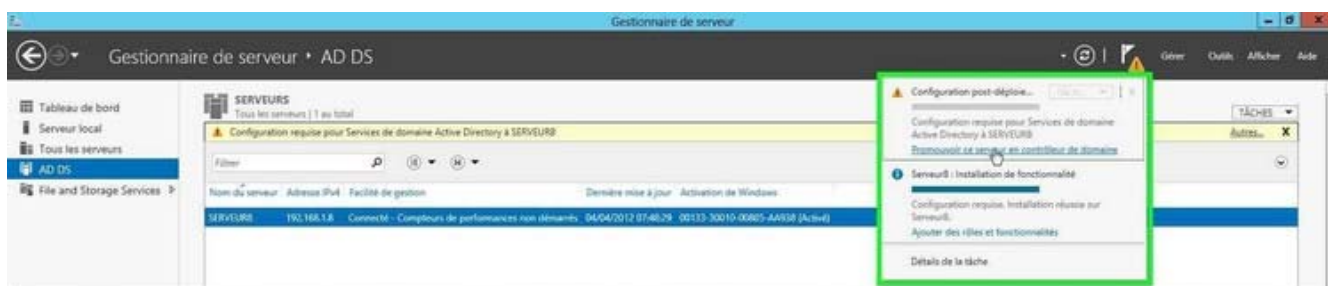 Gestionnaire de serveur
Gestionnaire de serveur • AD DS
Gérer Outils Afficher Aide
Tableau de bord
Serveur local
Tous les serveurs
AD DS
File and Storage Services
SERVEURS
Tous les serveurs | 1 au total
TÂCHES
Configuration requise pour Services de domaine Active Directory à SERVEUR8
Autres... X
Filtrer
Nom du serveur Adresse IPv4 Facilité de gestion Dernière mise à jour Activation de Windows
SERVEUR8 192.168.1.8 Connecté - Compteurs de performances non démarrés 04/04/2012 07:48:29 00133-30010-00805-AA938 (Activé)
Configuration post-déploie...
Configuration requise pour Services de domaine
Active Directory à SERVEUR8
Promouvoir ce serveur en contrôleur de domaine
Serveur8 : Installation de fonctionnalité
Configuration requise. Installation réussie sur
Serveur8.
Ajouter des rôles et fonctionnalités
Détails de la tâche